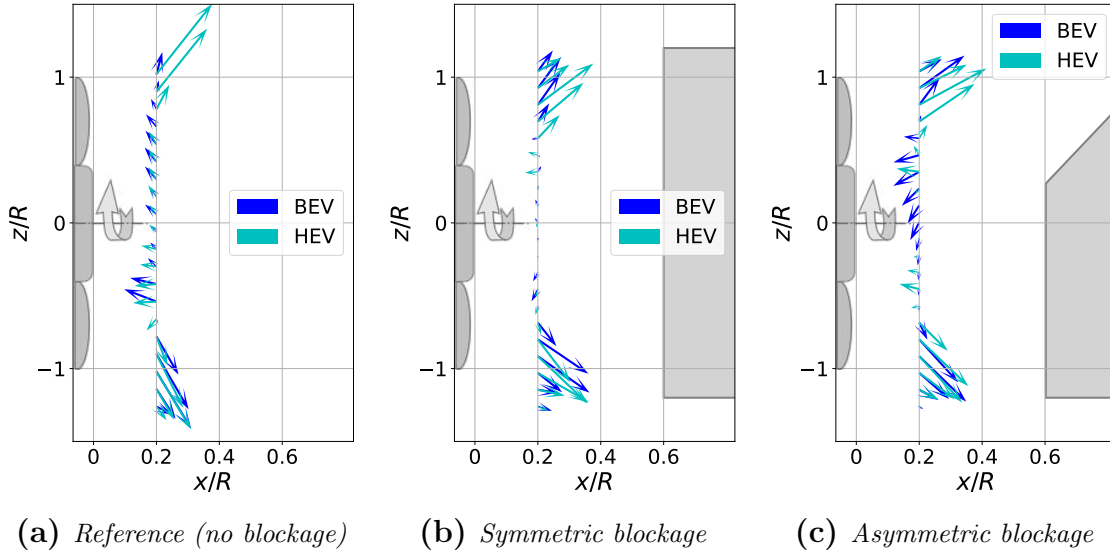 1
0
−1
z/R
0
0.2
0.4
0.6
x/R
BEV
HEV
(a) Reference (no blockage)
1
0
−1
z/R
0
0.2
0.4
0.6
x/R
BEV
HEV
(b) Symmetric blockage
1
0
−1
z/R
0
0.2
0.4
0.6
x/R
BEV
HEV
(c) Asymmetric blockage